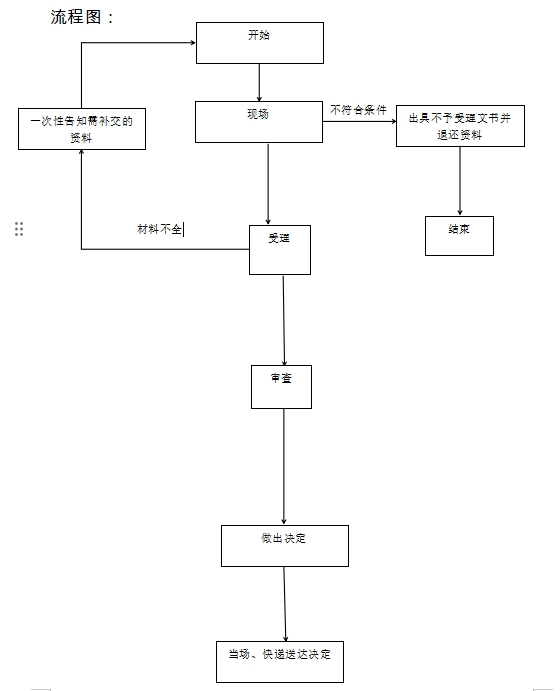 流程图：
开始
一次性告知需补交的
资料
现场
不符合条件
出具不予受理文书并
退还资料
材料不全
受理
结束
审查
做出决定
当场、快递送达决定